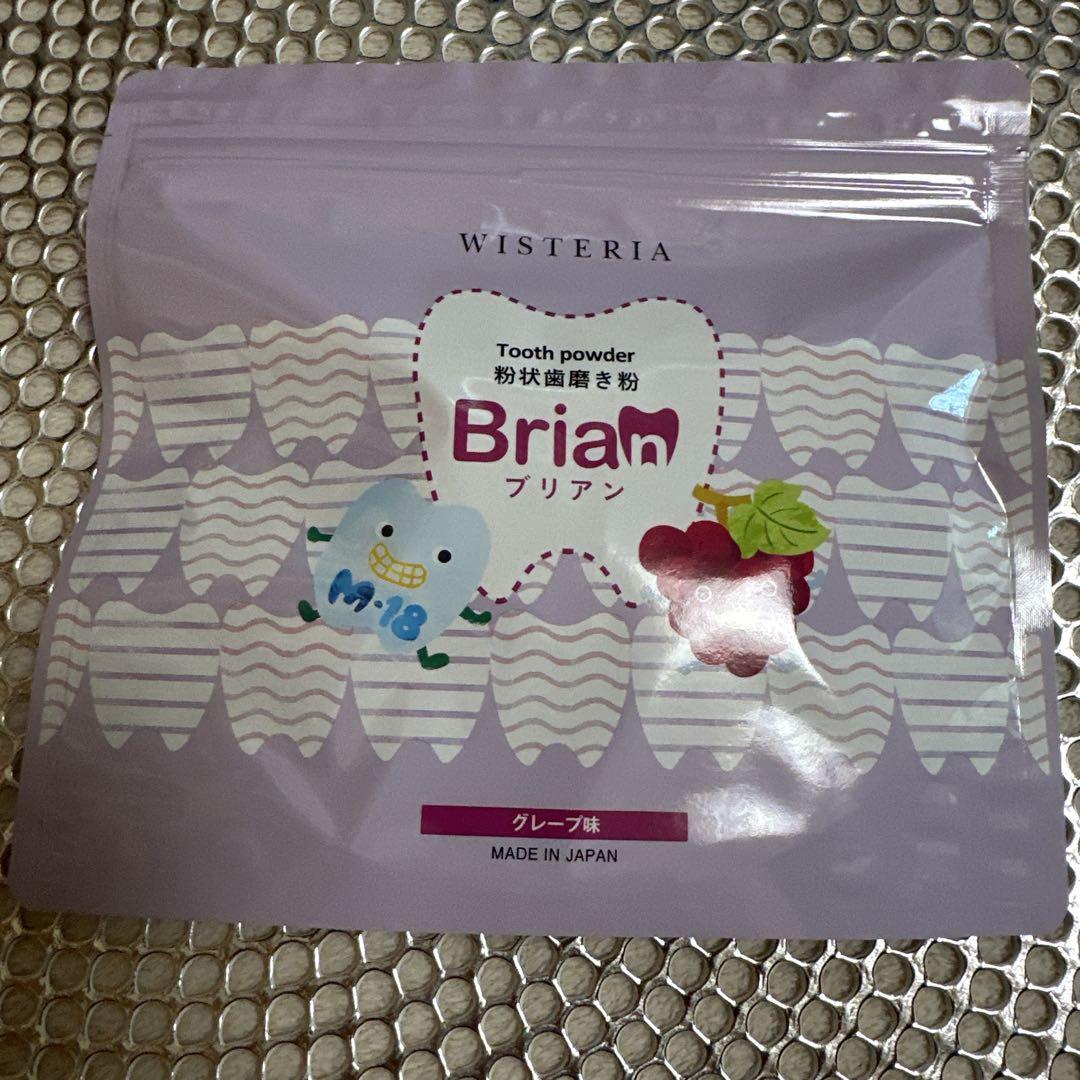 WISTERIA
Tooth powder
粉状歯磨き粉
Brian
ブリアン
M-18
グレープ味
MADE IN JAPAN